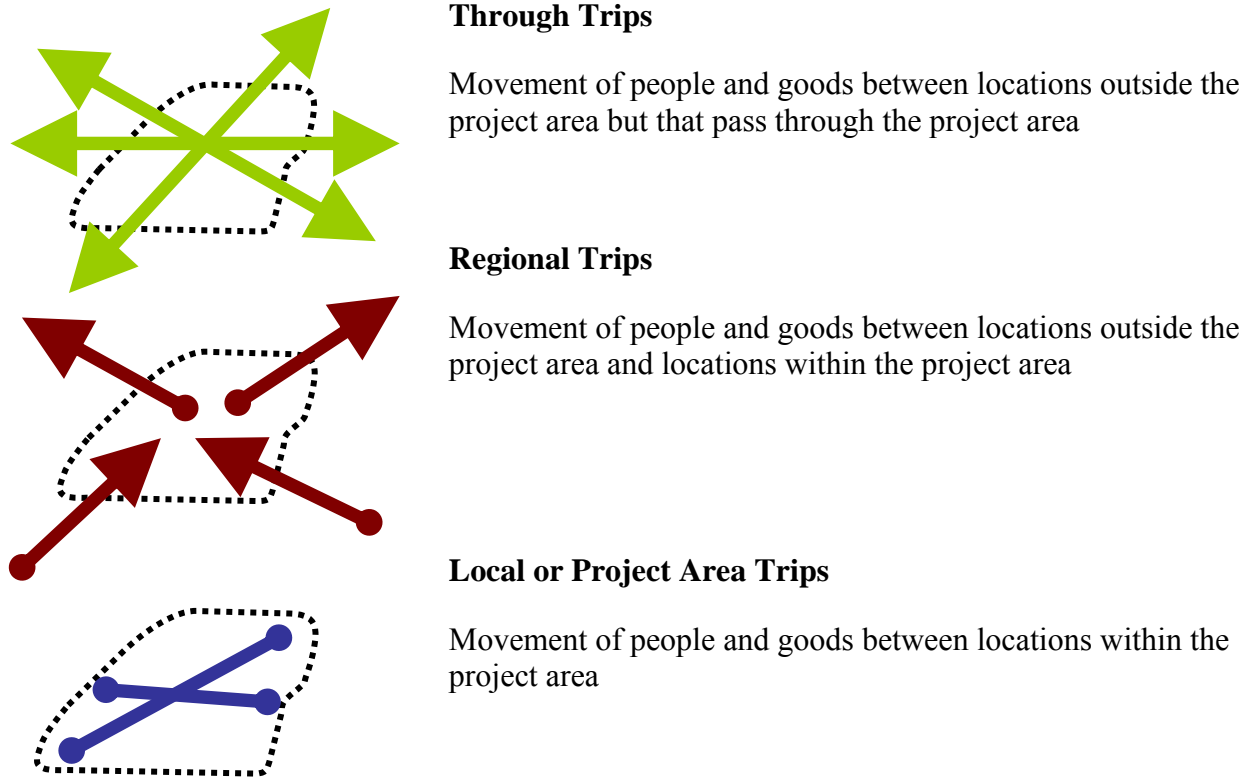 Through Trips
Movement of people and goods between locations outside the
project area but that pass through the project area
Regional Trips
Movement of people and goods between locations outside the
project area and locations within the project area
Local or Project Area Trips
Movement of people and goods between locations within the
project area